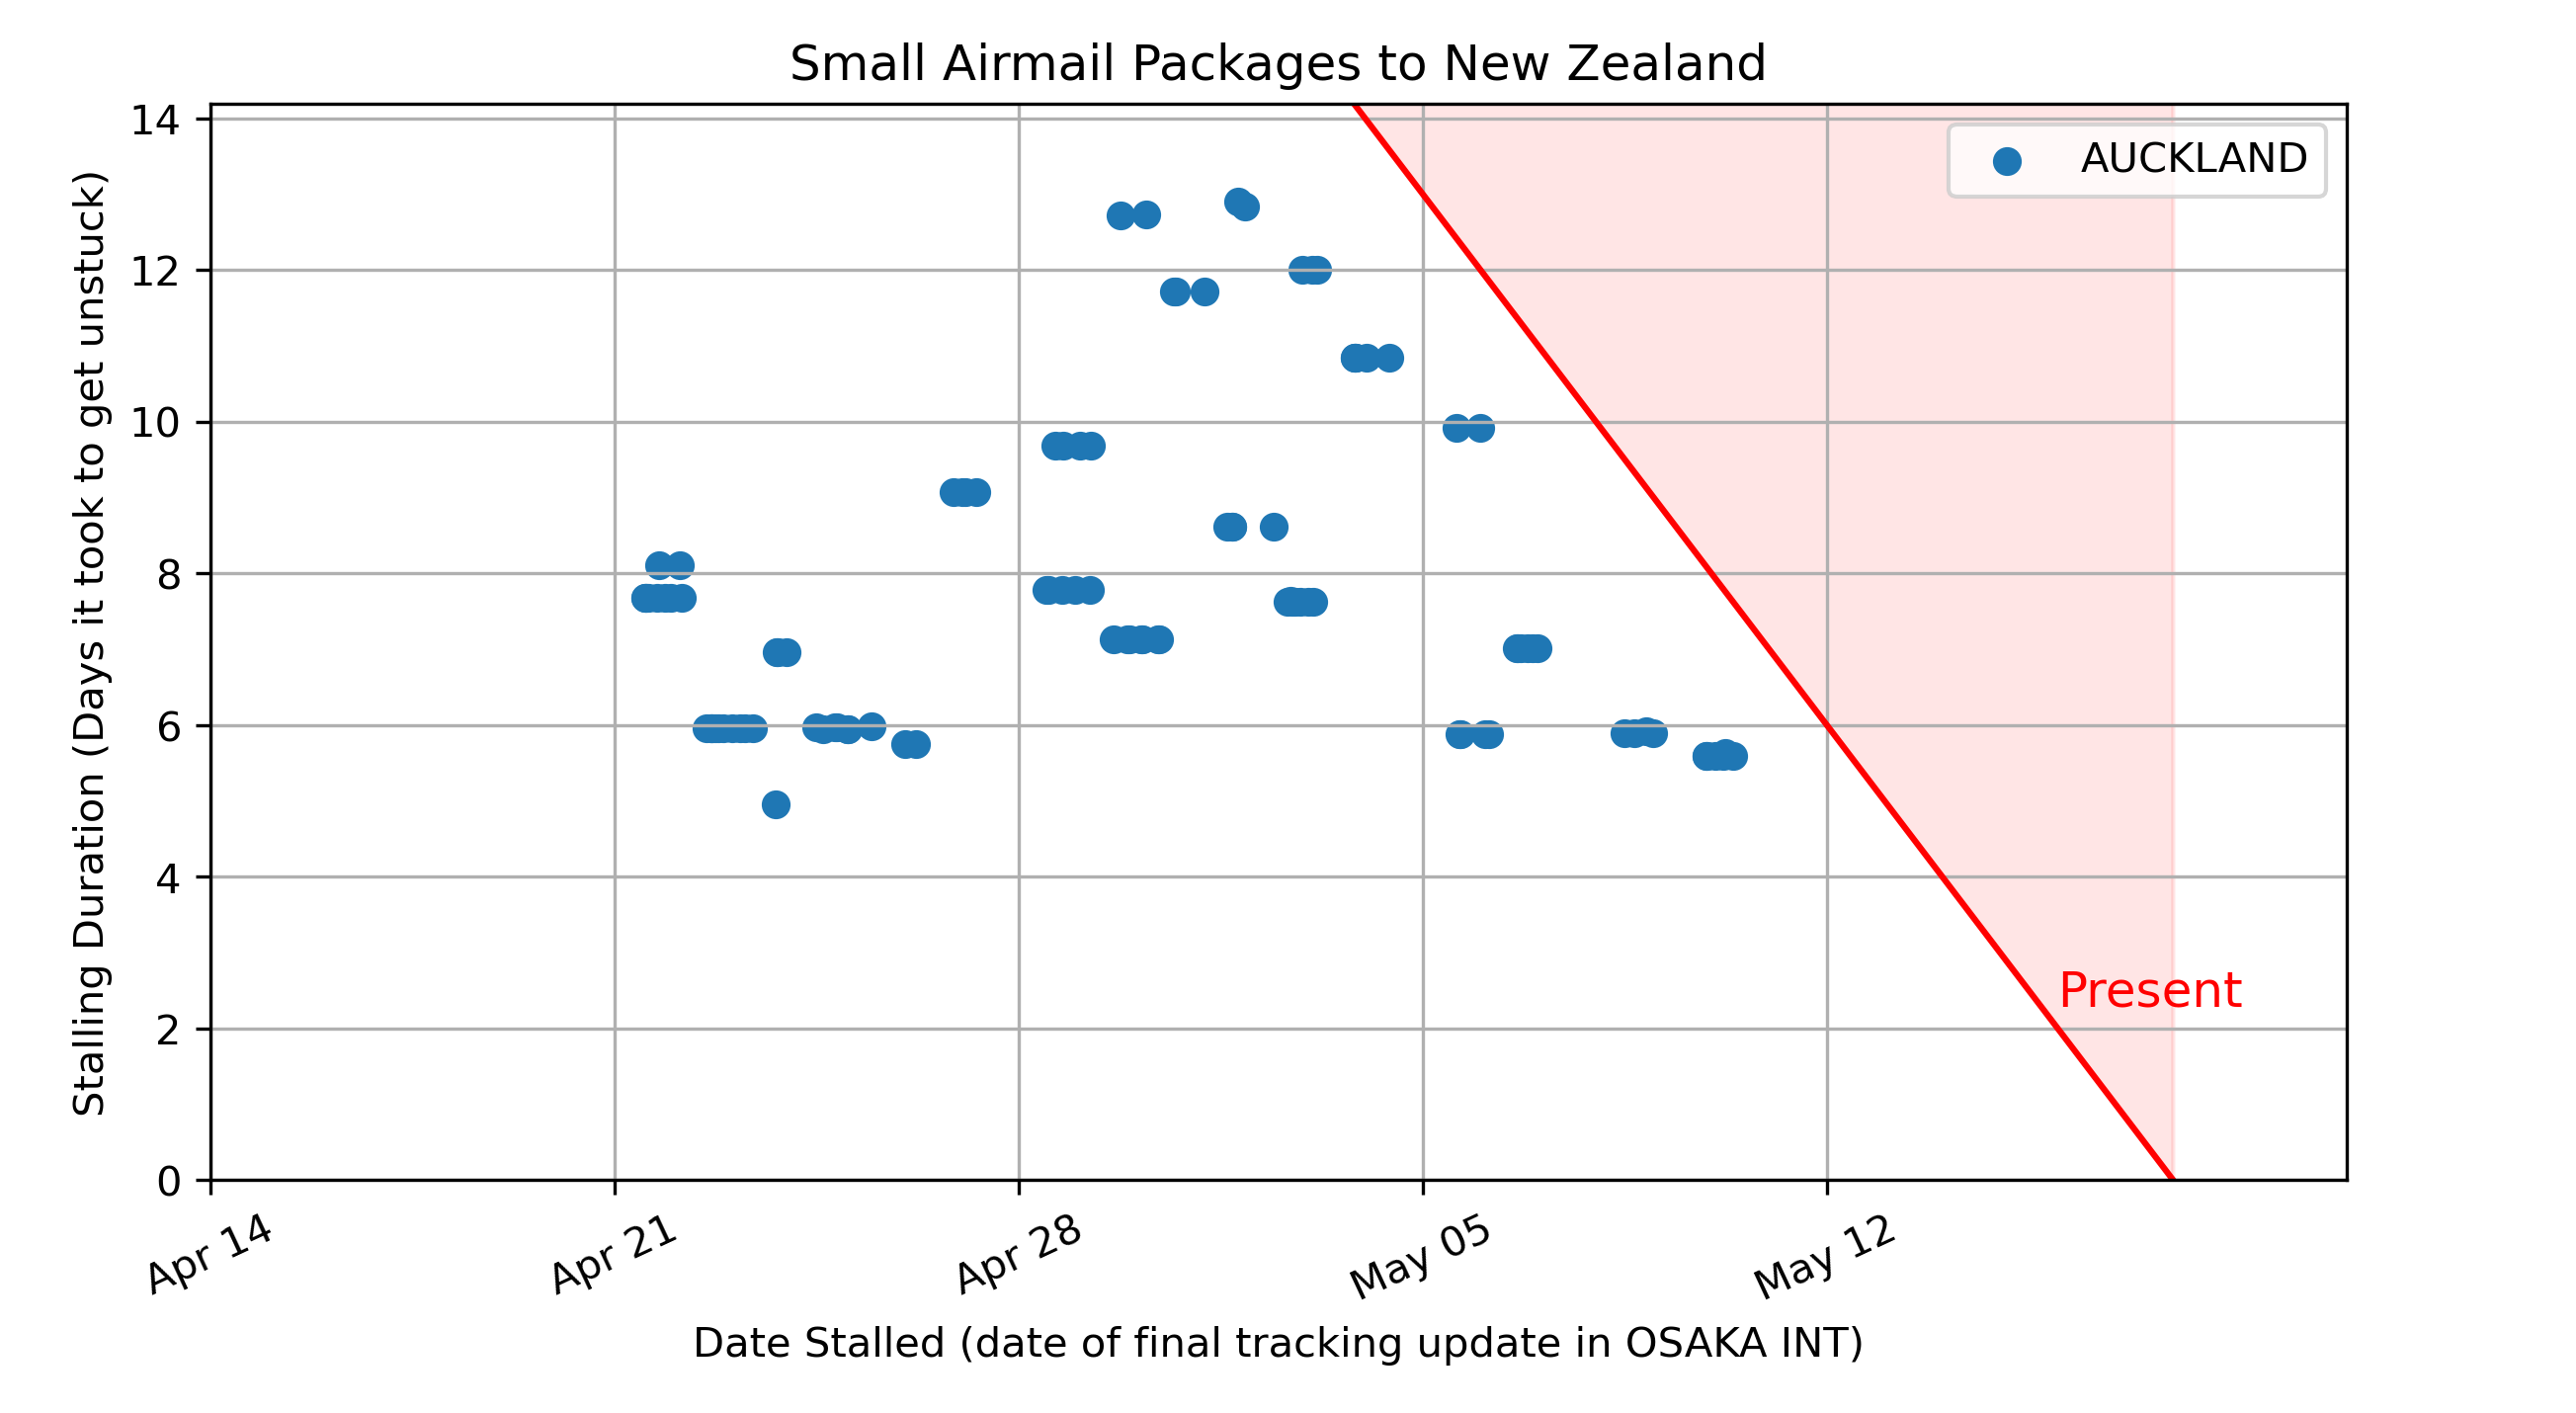 Small Airmail Packages to New Zealand
Stalling Duration (Days it took to get unstuck)
14
12
10
8
6
4
2
0
AUCKLAND
Present
Apr 14
Apr 21
Apr 28
May 05
May 12
Date Stalled (date of final tracking update in OSAKA INT)